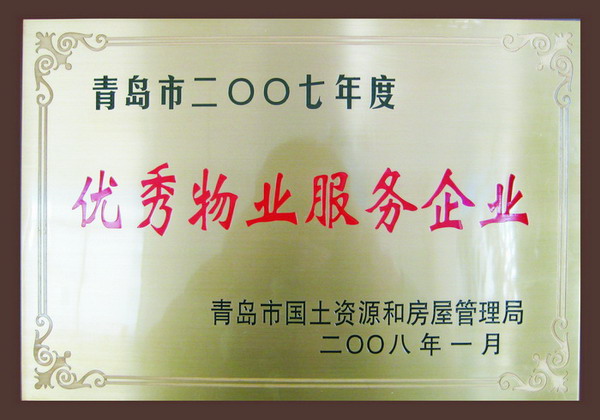 青岛市二〇〇七年度
优秀物业服务企业
青岛市国土资源和房屋管理局
二〇〇八年一月